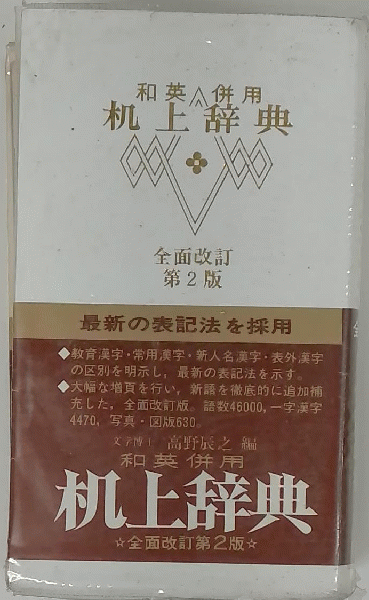 和英併用
机上辞典
全面改訂
第2版
最新の表記法を採用
◆教育漢字・常用漢字・新人名漢字・表外漢字
の区別を明示し，最新の表記法を示す。
◆大幅な増頁を行い，新語を徹底的に追加補
充した，全面改訂版。語数46000,一字漢字
4470，写真・図版630。
文学博士 高野辰之 編
和英併用
机上辞典
☆全面改訂第2版☆